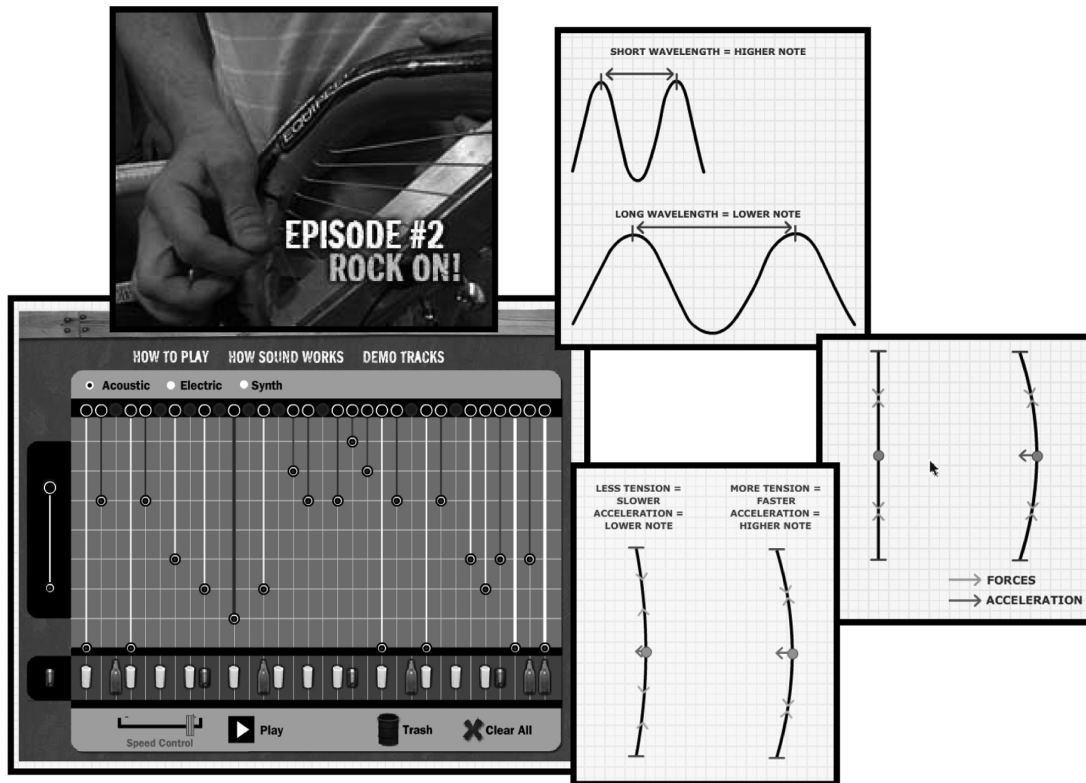 EQUIPE
EPISODE #2
ROCK ON!
SHORT WAVELENGTH = HIGHER NOTE
LONG WAVELENGTH = LOWER NOTE
HOW TO PLAY HOW SOUND WORKS DEMO TRACKS
Acoustic Electric Synth
Speed Control
Play
Trash
Clear All
LESS TENSION =
SLOWER
ACCELERATION =
LOWER NOTE
MORE TENSION =
FASTER
ACCELERATION =
HIGHER NOTE
FORCES
ACCELERATION